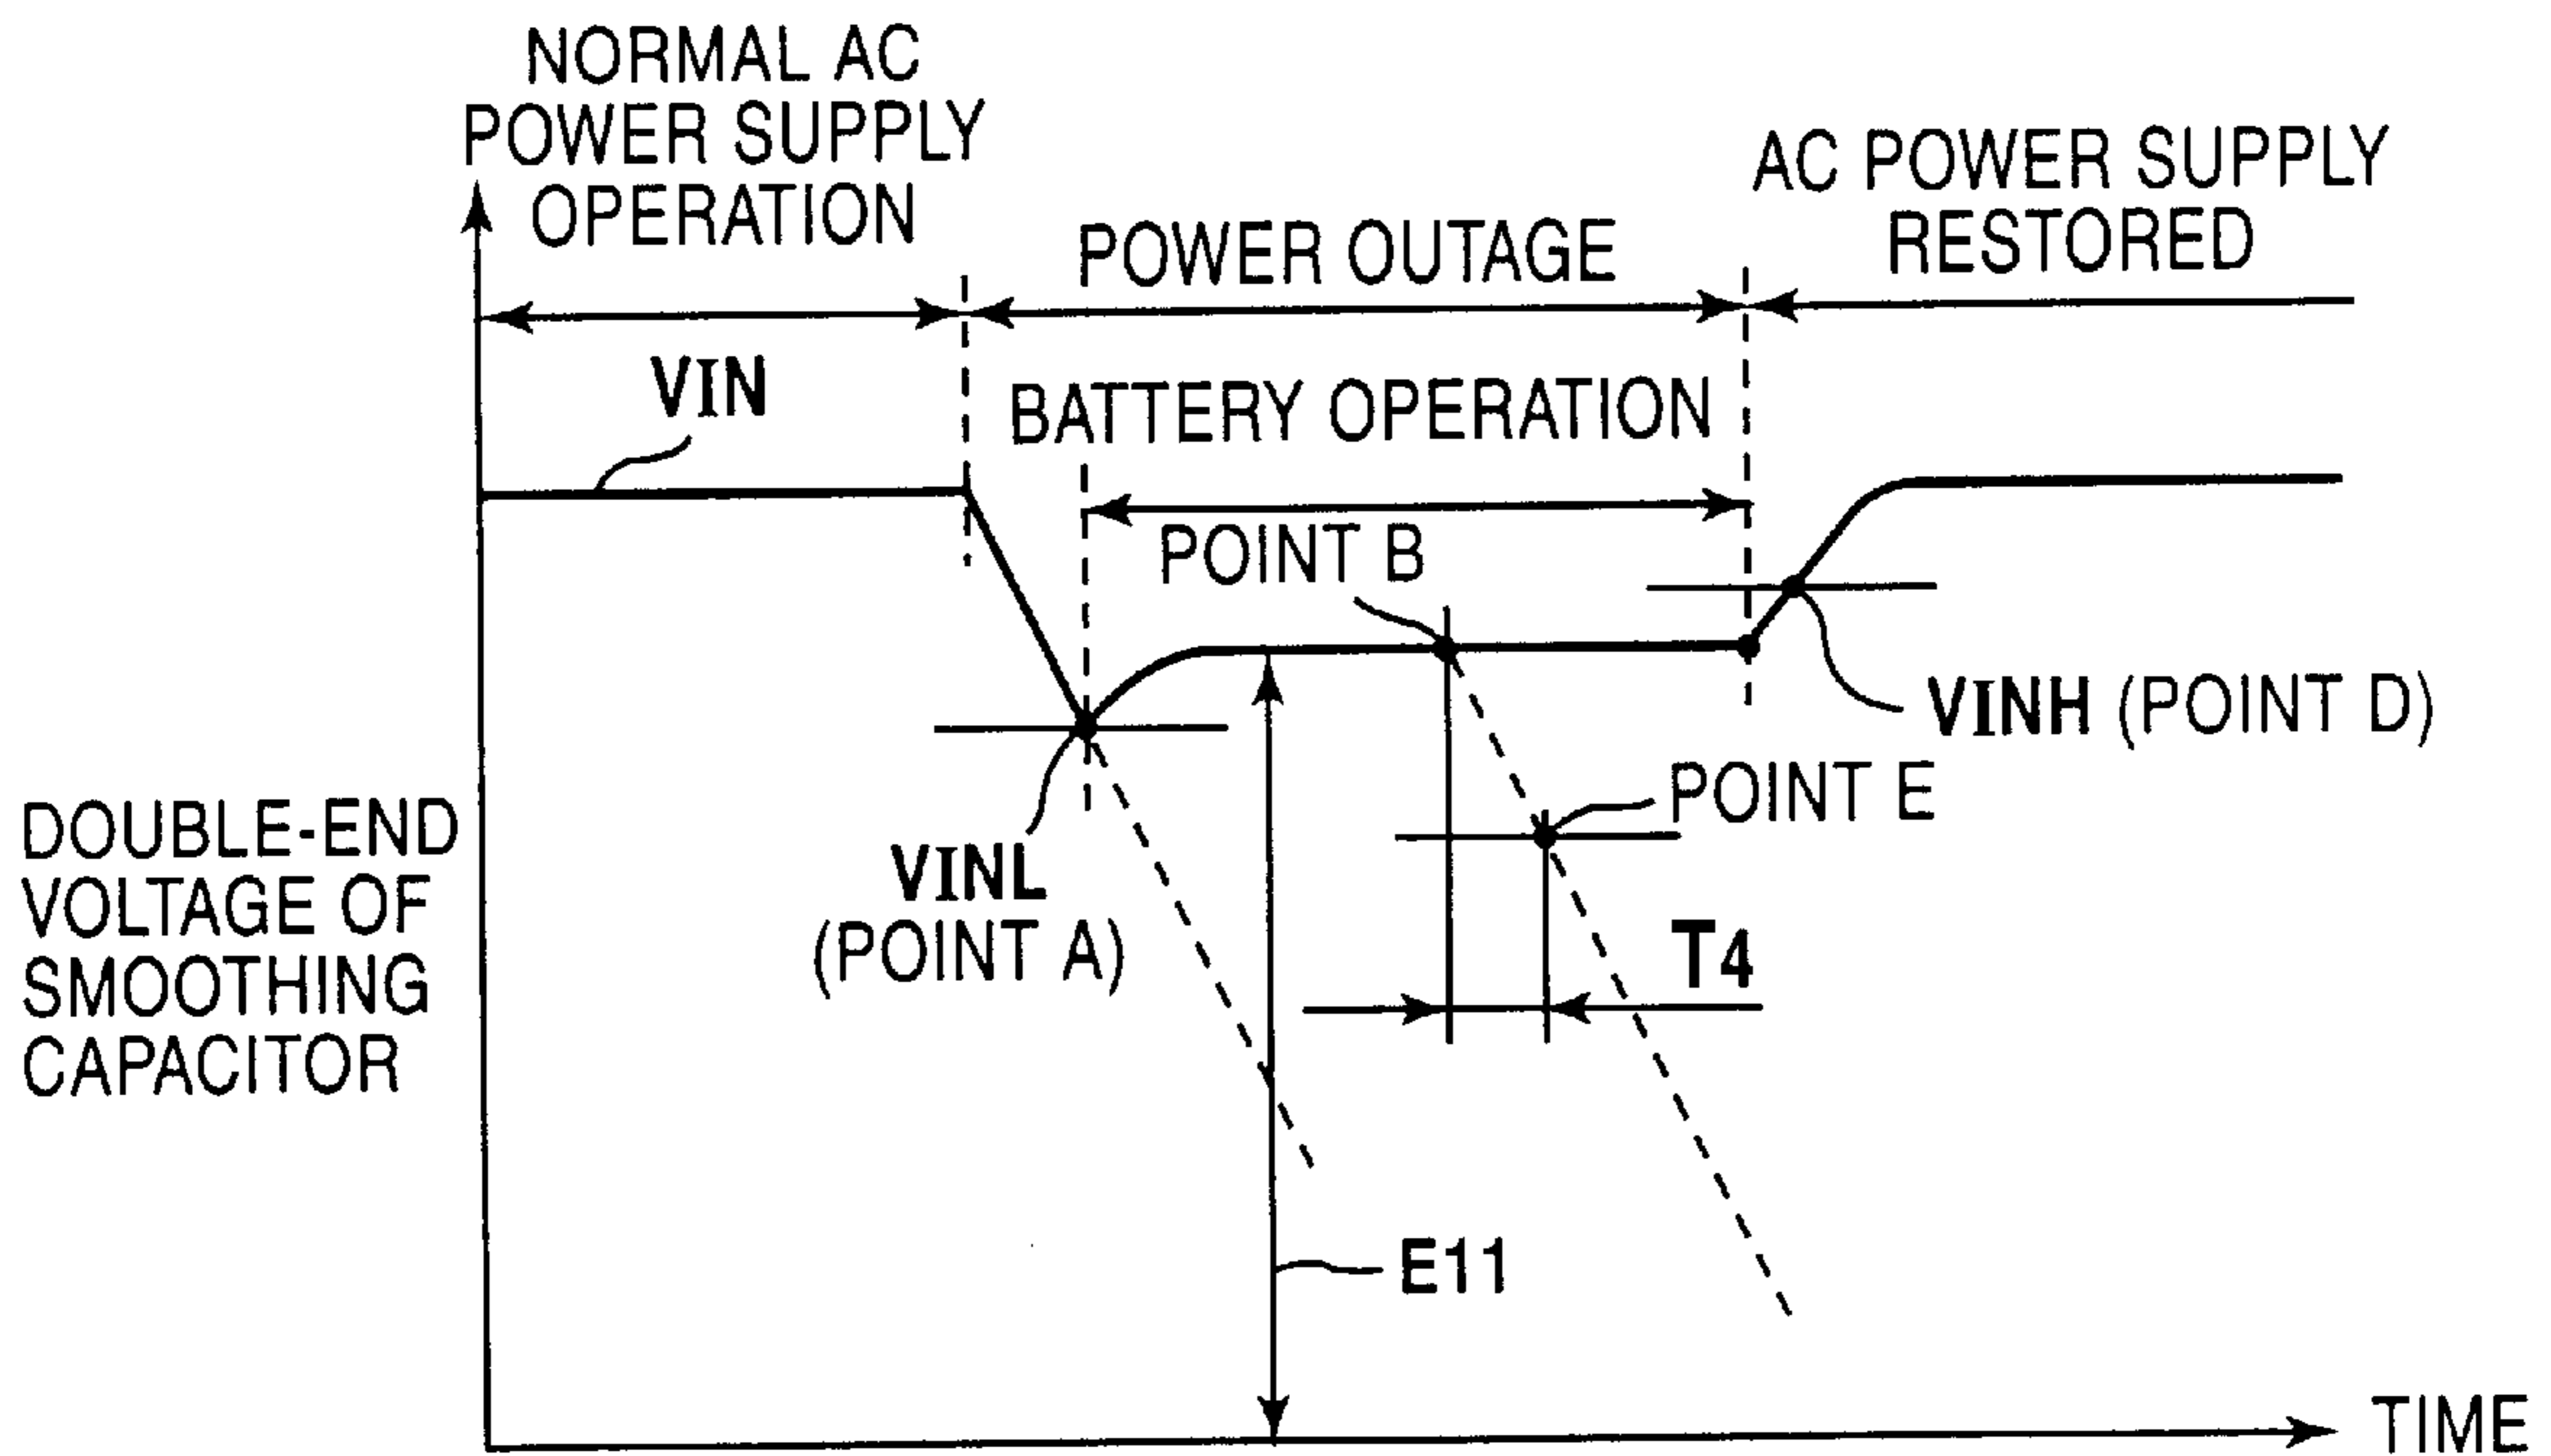 NORMAL AC
POWER SUPPLY
OPERATION
AC POWER SUPPLY
RESTORED
POWER OUTAGE
VIN
BATTERY OPERATION
POINT B
VINH (POINT D)
POINT E
DOUBLE-END
VOLTAGE OF
SMOOTHING
CAPACITOR
VINL
(POINT A)
T4
E11
TIME